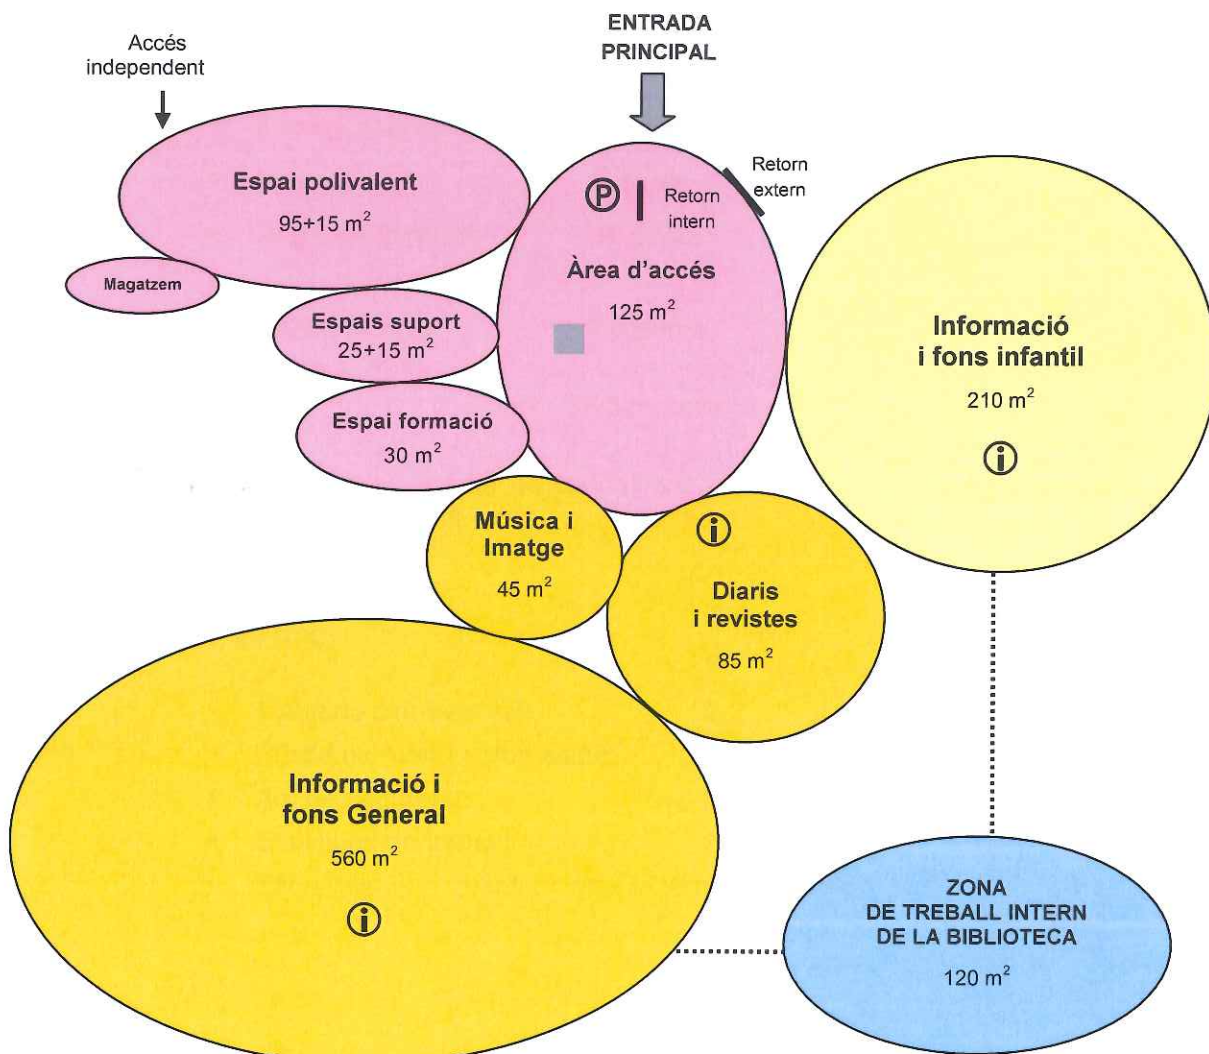 ENTRADA
PRINCIPAL
Accés
independent
Espai polivalent
95+15 m²
Magatzem
Retorn
extern
P
Retorn
intern
Àrea d'accés
125 m²
Espais suport
25+15 m²
Espai formació
30 m²
Informació
i fons infantil
210 m²
i
Música i
Imatge
45 m²
i
Diaris
i revistes
85 m²
Informació i
fons General
560 m²
i
ZONA
DE TREBALL INTERN
DE LA BIBLIOTECA
120 m²